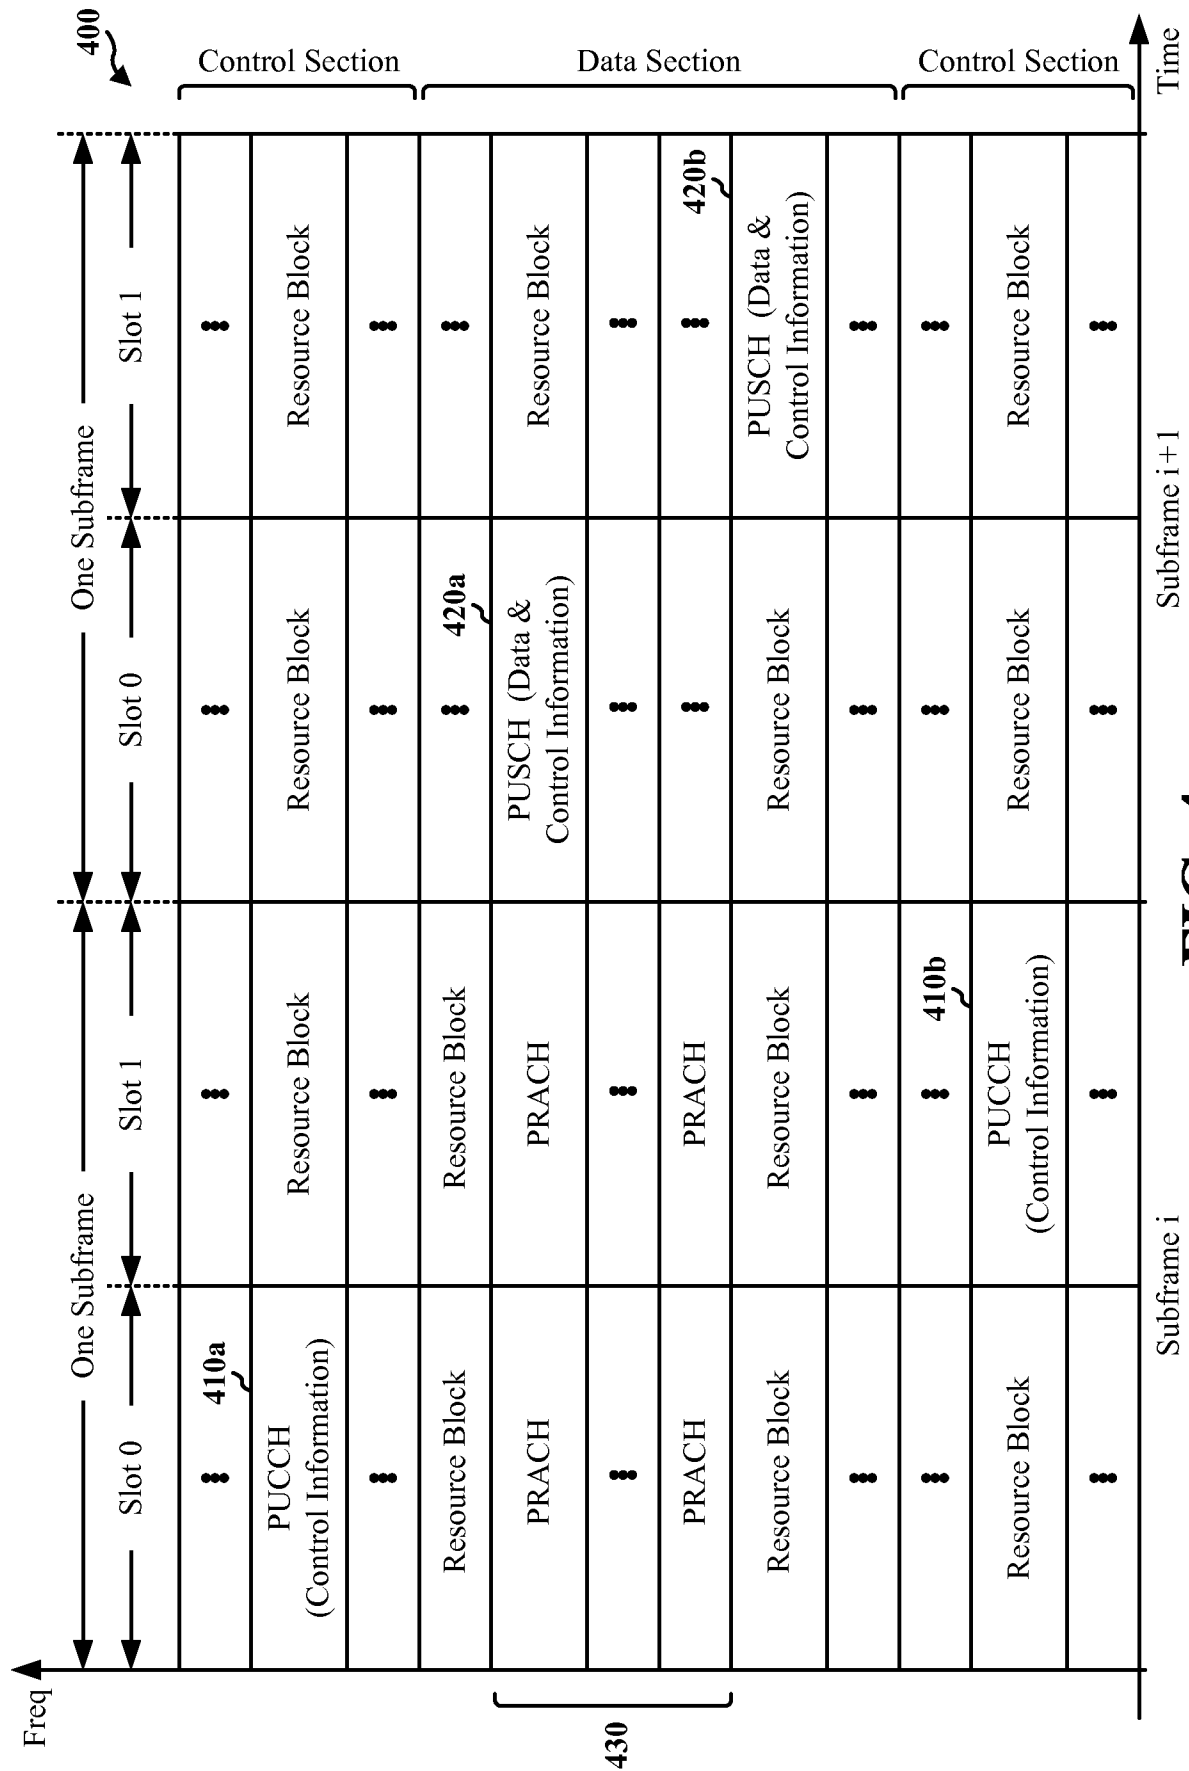 400
Freq
One Subframe
One Subframe
Slot 0
Slot 1
Slot 0
Slot 1
Control Section
410a
PUCCH
(Control Information)
Resource Block
Resource Block
Resource Block
Data Section
420a
Resource Block
Resource Block
PRACH
PRACH
PUSCH (Data &
Control Information)
Resource Block
430
420b
PRACH
PRACH
Resource Block
Resource Block
Resource Block
PUSCH (Data &
Control Information)
Control Section
410b
Resource Block
PUCCH
(Control Information)
Resource Block
Resource Block
Subframe i
Subframe i+1
Time